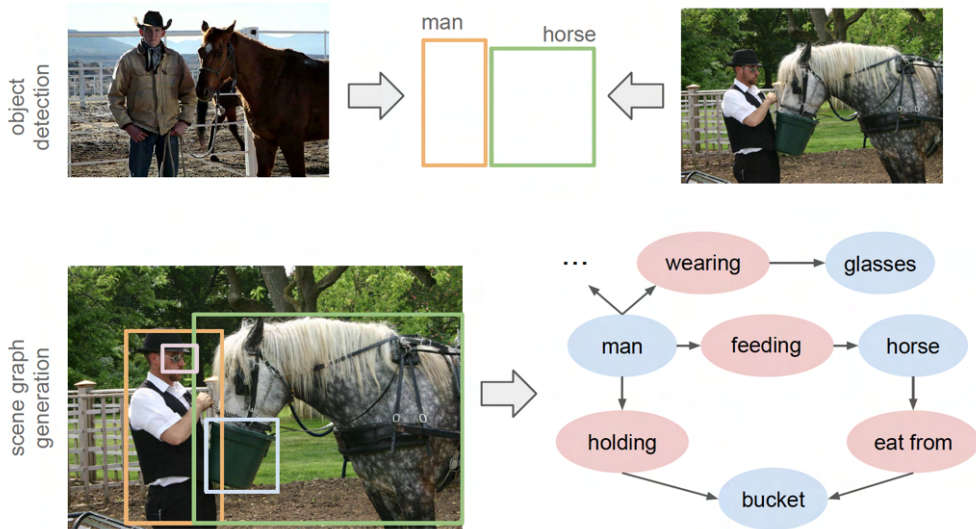 object
detection
man
horse
scene graph
generation
...
wearing
glasses
man
feeding
horse
holding
eat from
bucket